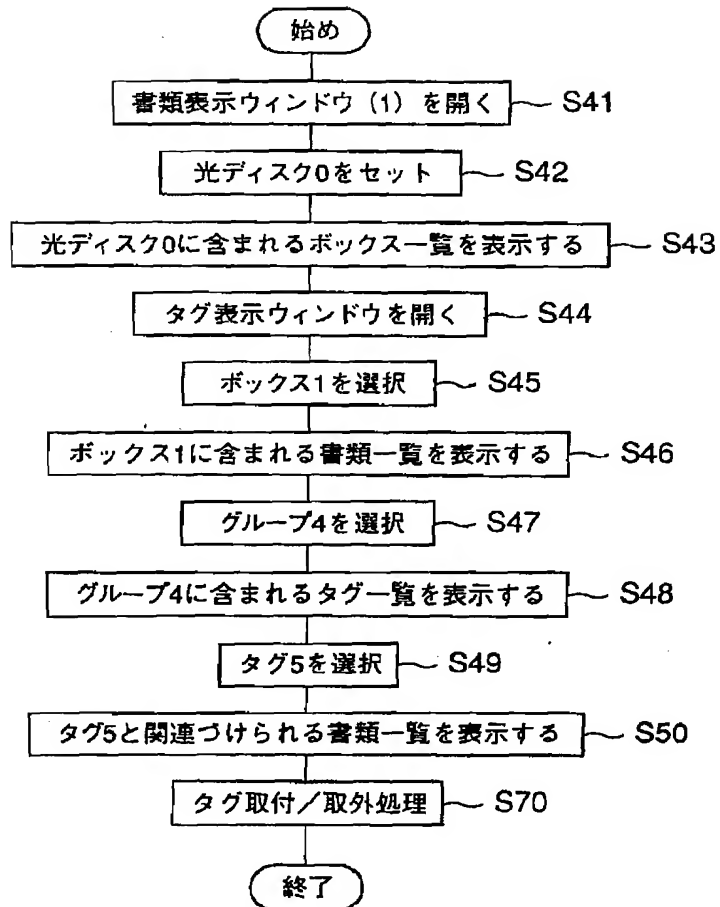 始め
書類表示ウィンドウ（1）を開く S41
光ディスク0をセット S42
光ディスク0に含まれるボックス一覧を表示する S43
タグ表示ウィンドウを開く S44
ボックス1を選択 S45
ボックス1に含まれる書類一覧を表示する S46
グループ4を選択 S47
グループ4に含まれるタグ一覧を表示する S48
タグ5を選択 S49
タグ5と関連づけられる書類一覧を表示する S50
タグ取付／取外処理 S70
終了